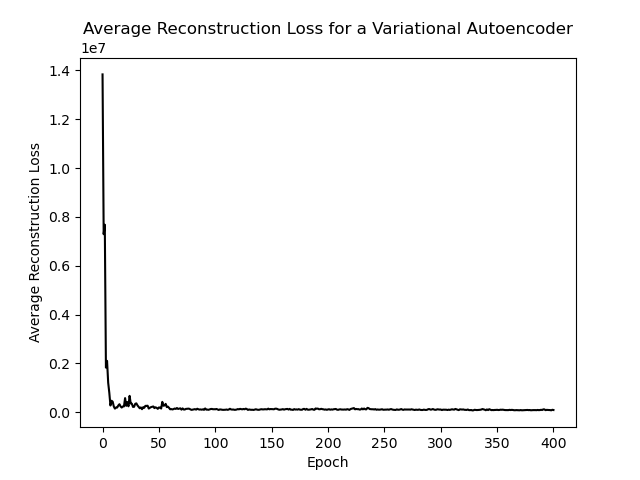 Average Reconstruction Loss for a Variational Autoencoder
1e7
1.4
1.2
1.0
0.8
0.6
0.4
0.2
0.0
Average Reconstruction Loss
0 50 100 150 200 250 300 350 400
Epoch